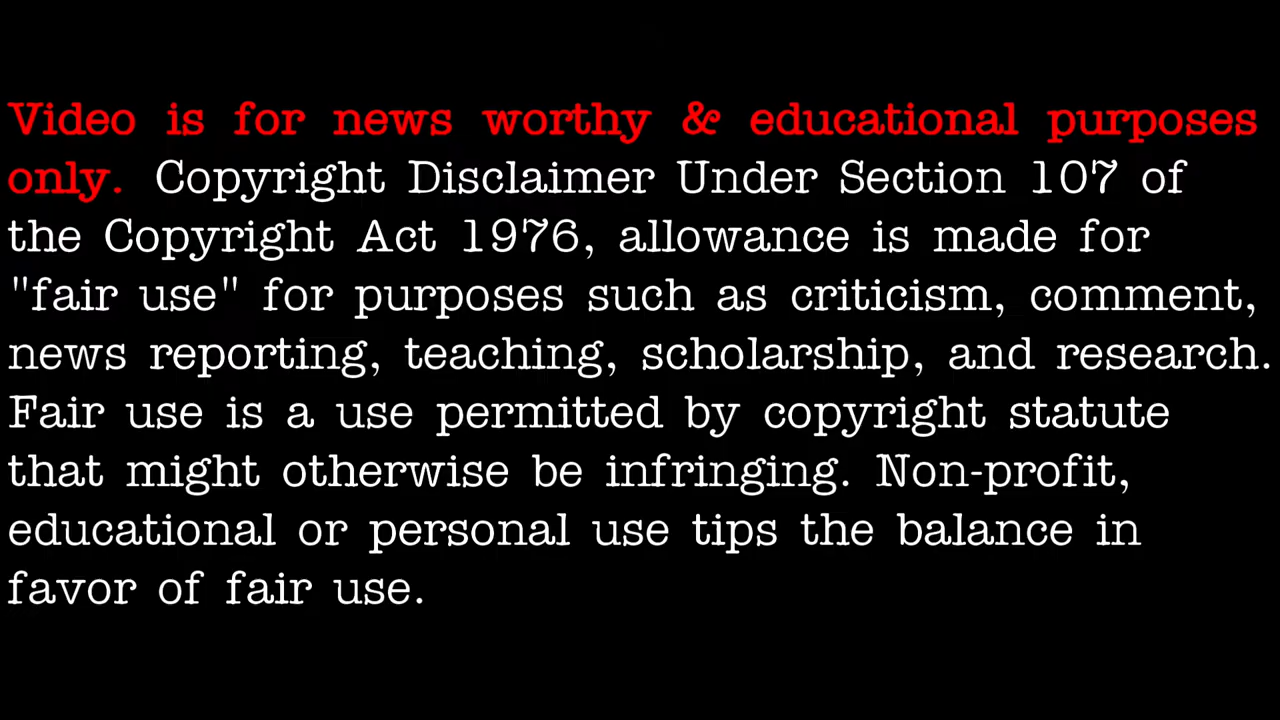 Video is for news worthy & educational purposes
only. Copyright Disclaimer Under Section 107 of
the Copyright Act 1976, allowance is made for
"fair use" for purposes such as criticism, comment,
news reporting, teaching, scholarship, and research.
Fair use is a use permitted by copyright statute
that might otherwise be infringing. Non-profit,
educational or personal use tips the balance in
favor of fair use.